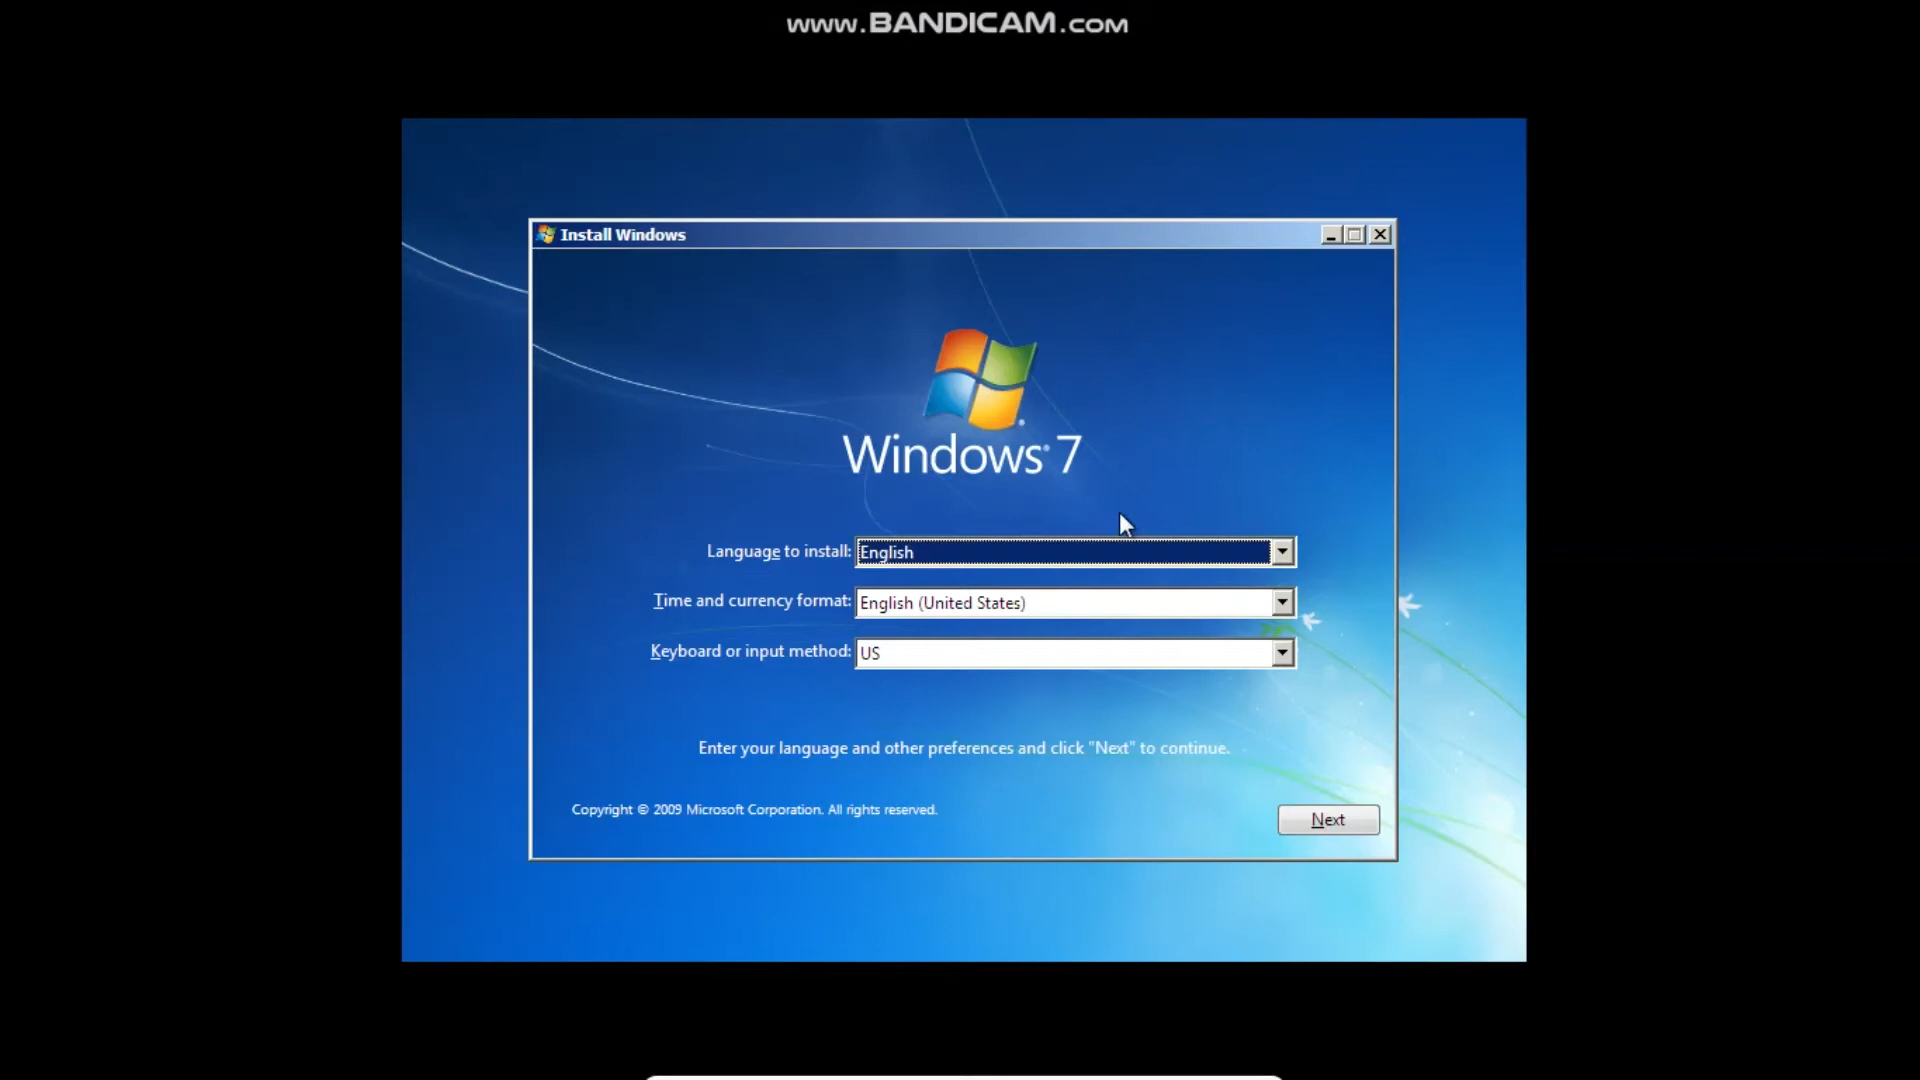 www.BANDICAM.com
Install Windows
Windows® 7
Language to install: English
Time and currency format: English (United States)
Keyboard or input method: US
Enter your language and other preferences and click "Next" to continue.
Copyright © 2009 Microsoft Corporation. All rights reserved.
Next